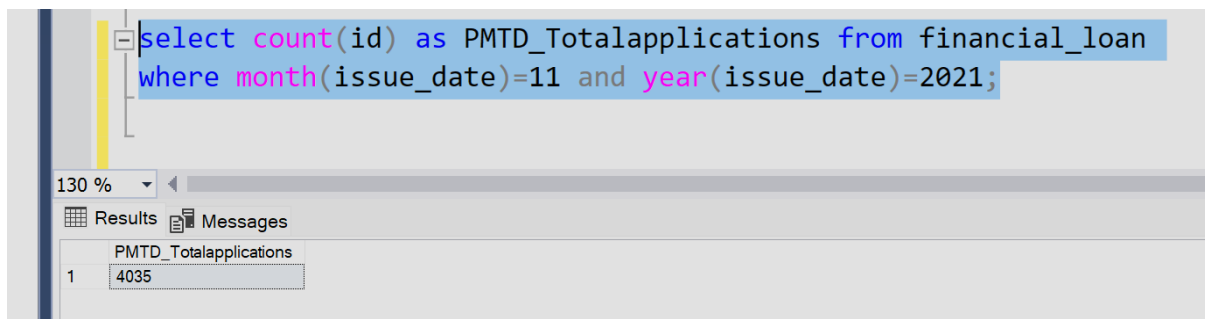 select count(id) as PMTD_Totalapplications from financial_loan
where month(issue_date)=11 and year(issue_date)=2021;
130 %
Results Messages
PMTD_Totalapplications
1 4035